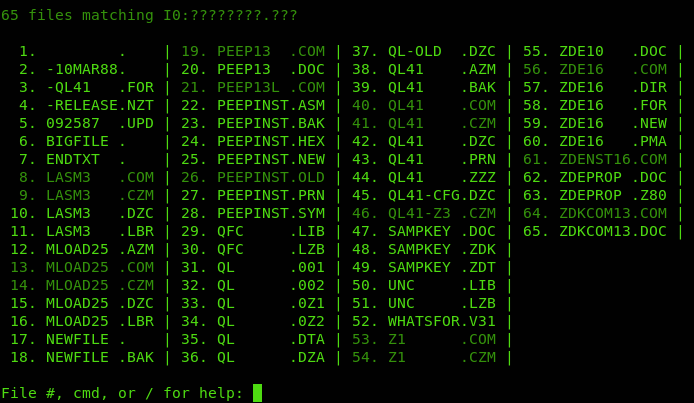 65 files matching I0:????????.???
1.          .    | 19. PEEP13  .COM | 37. QL-OLD  .DZC | 55. ZDE10   .DOC |
2. -10MAR88.    | 20. PEEP13  .DOC | 38. QL41    .AZM | 56. ZDE16   .COM |
3. -QL41   .FOR | 21. PEEP13L .COM | 39. QL41    .BAK | 57. ZDE16   .DIR |
4. -RELEASE.NZT | 22. PEEPINST.ASM | 40. QL41    .COM | 58. ZDE16   .FOR |
5. 092587  .UPD | 23. PEEPINST.BAK | 41. QL41    .CZM | 59. ZDE16   .NEW |
6. BIGFILE .    | 24. PEEPINST.HEX | 42. QL41    .DZC | 60. ZDE16   .PMA |
7. ENDTXT  .    | 25. PEEPINST.NEW | 43. QL41    .PRN | 61. ZDENST16.COM |
8. LASM3   .COM | 26. PEEPINST.OLD | 44. QL41    .ZZZ | 62. ZDEPROP .DOC |
9. LASM3   .CZM | 27. PEEPINST.PRN | 45. QL41-CFG.DZC | 63. ZDEPROP .Z80 |
10. LASM3   .DZC | 28. PEEPINST.SYM | 46. QL41-Z3 .CZM | 64. ZDKCOM13.COM |
11. LASM3   .LBR | 29. QFC     .LIB | 47. SAMPKEY .DOC | 65. ZDKCOM13.DOC |
12. MLOAD25 .AZM | 30. QFC     .LZB | 48. SAMPKEY .ZDK |
13. MLOAD25 .COM | 31. QL      .001 | 49. SAMPKEY .ZDT |
14. MLOAD25 .CZM | 32. QL      .002 | 50. UNC     .LIB |
15. MLOAD25 .DZC | 33. QL      .0Z1 | 51. UNC     .LZB |
16. MLOAD25 .LBR | 34. QL      .0Z2 | 52. WHATSFOR.V31 |
17. NEWFILE .    | 35. QL      .DTA | 53. Z1      .COM |
18. NEWFILE .BAK | 36. QL      .DZA | 54. Z1      .CZM |
File #, cmd, or / for help: